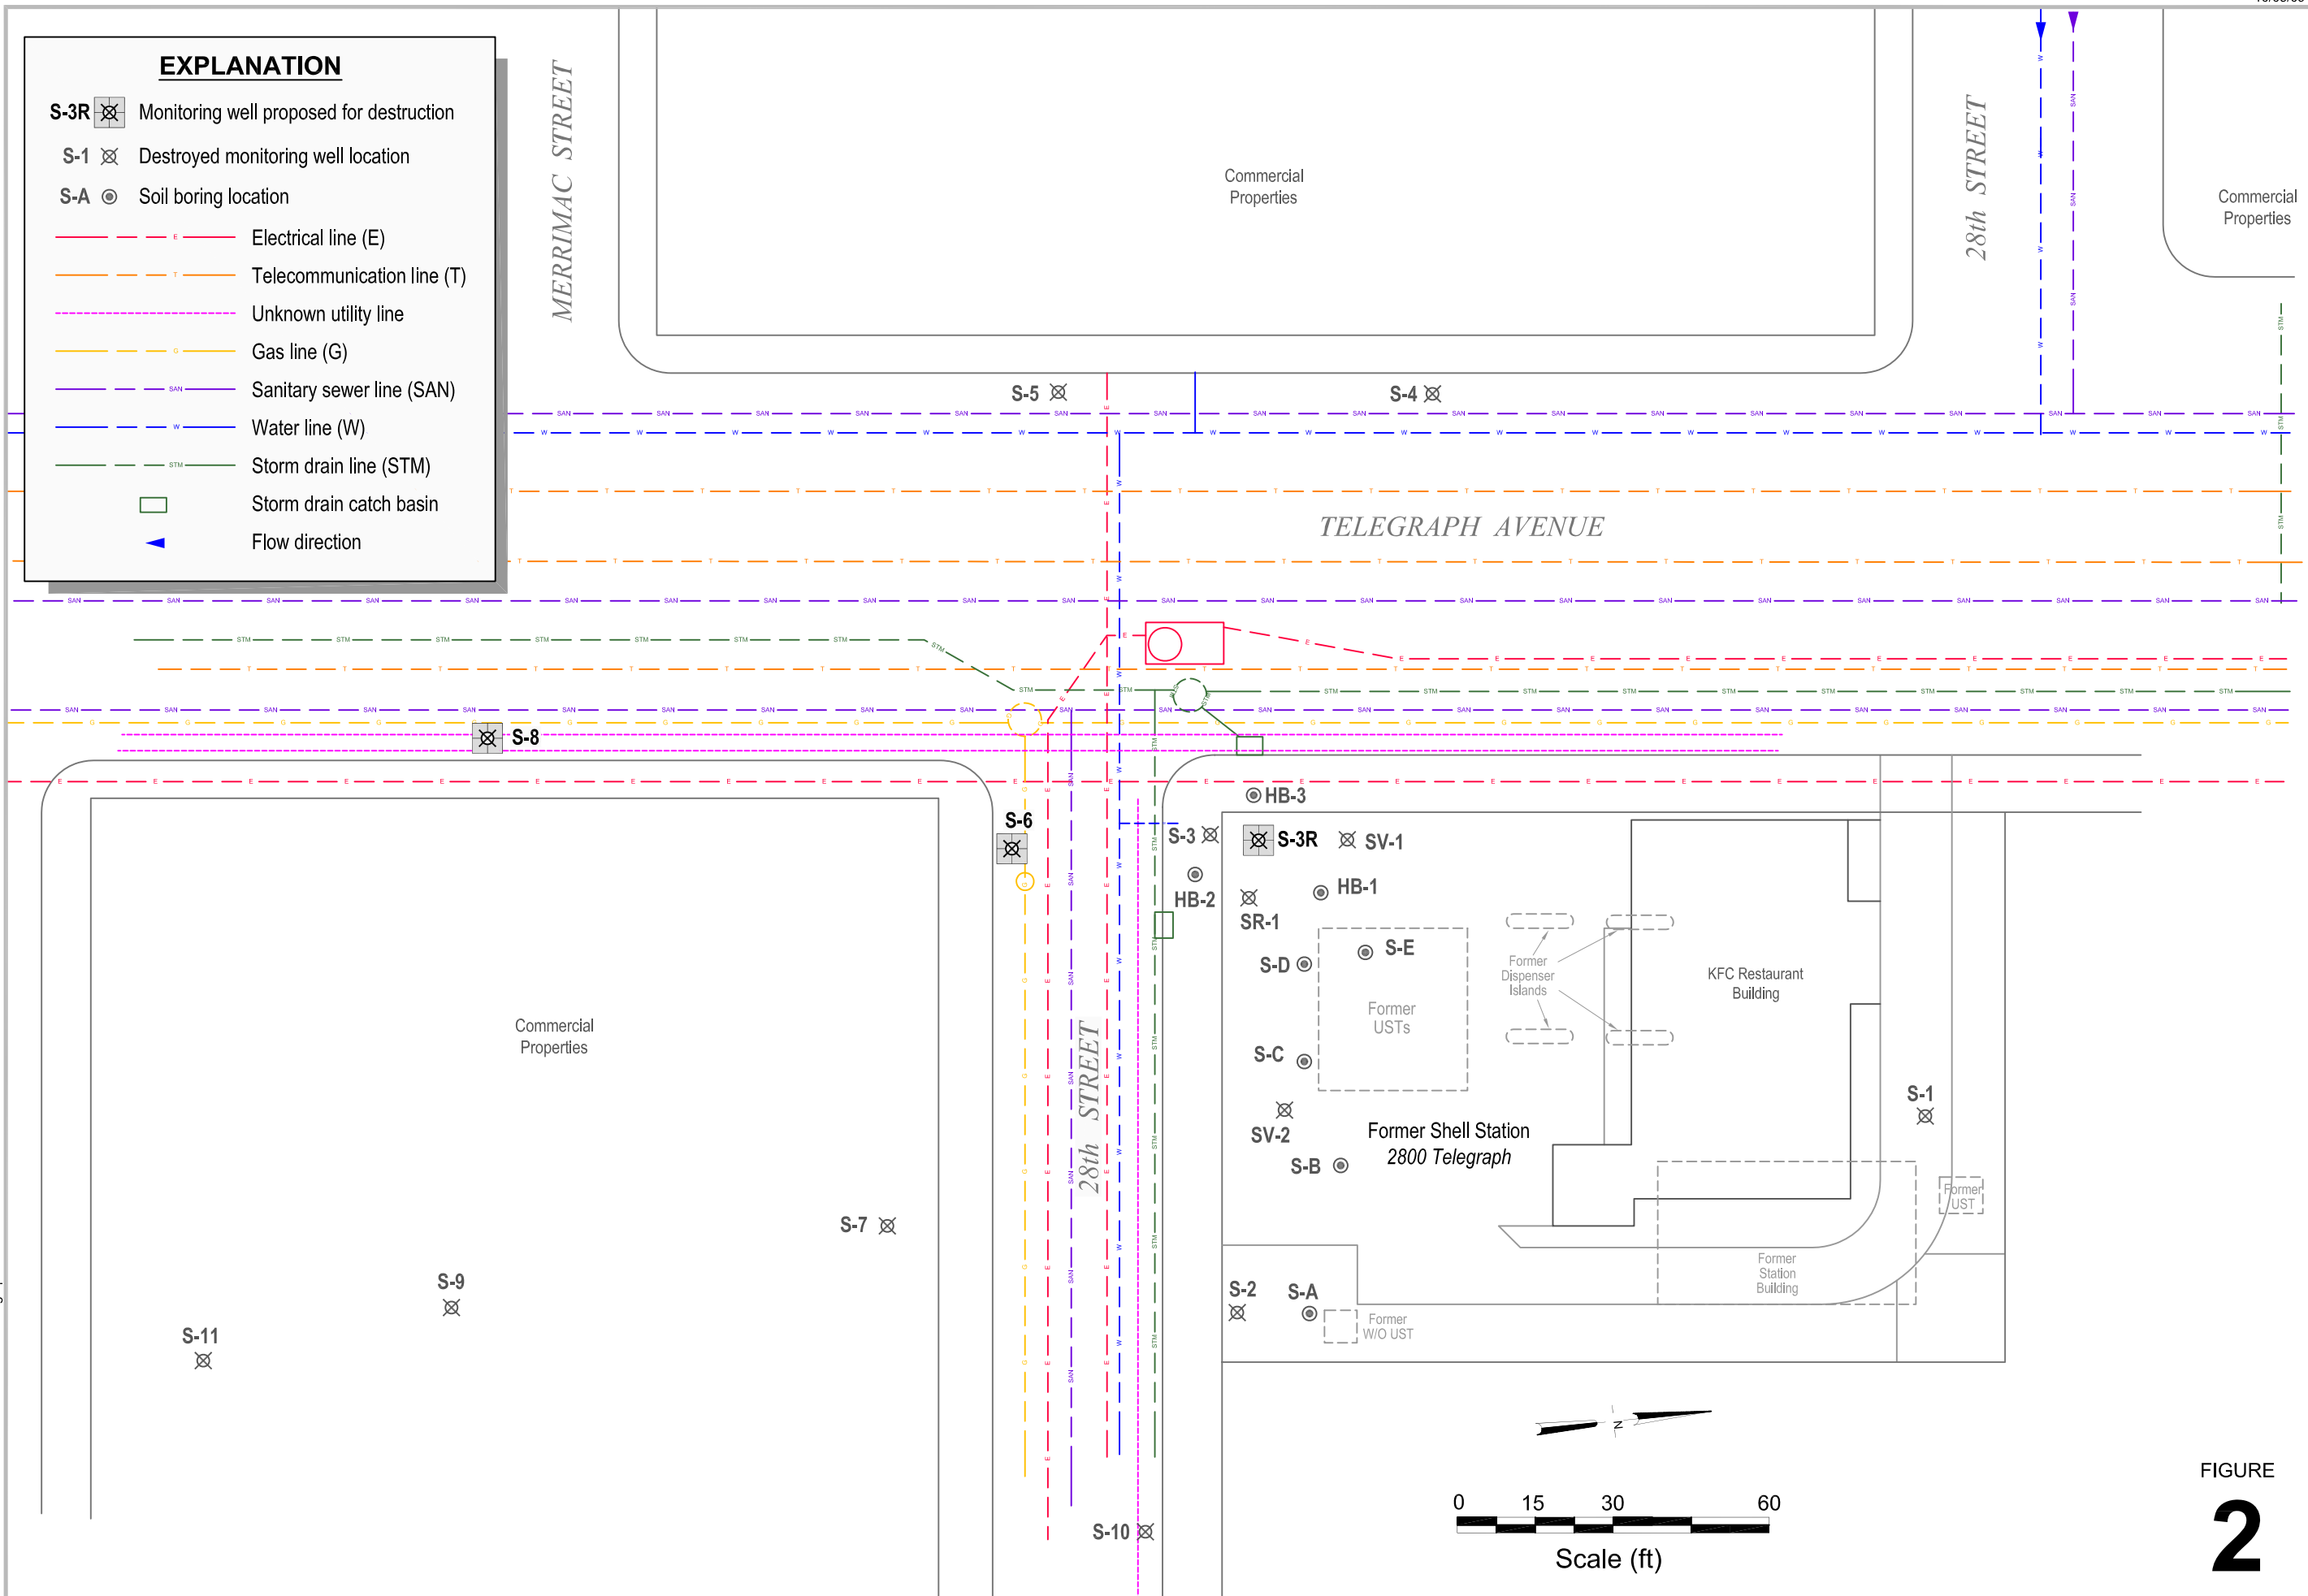 EXPLANATION
S-3R Monitoring well proposed for destruction
S-1 Destroyed monitoring well location
S-A Soil boring location
E Electrical line (E)
T Telecommunication line (T)
Unknown utility line
G Gas line (G)
SAN Sanitary sewer line (SAN)
W Water line (W)
STM Storm drain line (STM)
Storm drain catch basin
Flow direction
MERRIMAC STREET
Commercial
Properties
28th STREET
Commercial
Properties
S-5
S-4
TELEGRAPH AVENUE
S-8
S-6
HB-3
S-3
S-3R
SV-1
HB-2
SR-1
HB-1
S-D
S-E
Former
Dispenser
Islands
KFC Restaurant
Building
Former
USTs
Commercial
Properties
28th STREET
S-C
SV-2
S-B
Former Shell Station
2800 Telegraph
S-1
Former
UST
S-7
S-9
S-11
S-2
S-A
Former
W/O UST
Former
Station
Building
S-10
N
0 15 30 60
Scale (ft)
FIGURE
2